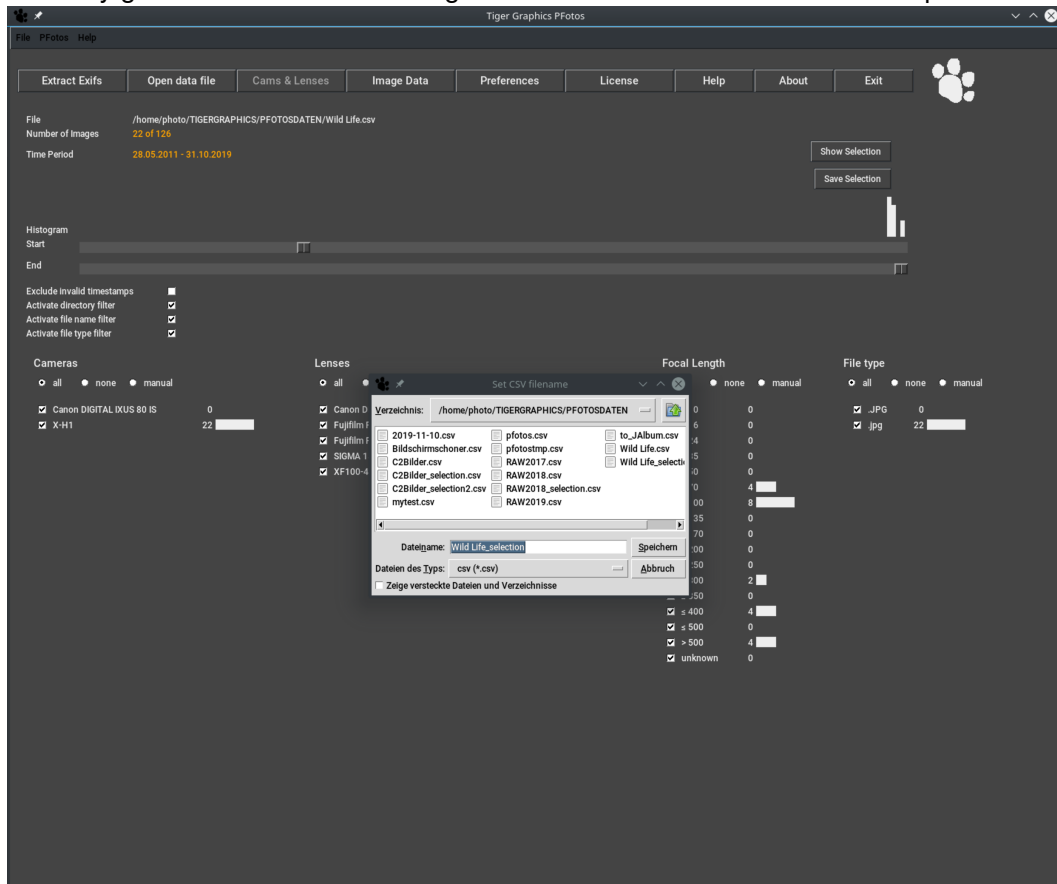 Tiger Graphics PFotos
File PFotos Help
Extract Exifs Open data file Cams & Lenses Image Data Preferences License Help About Exit
File /home/photo/TIGERGRAPHICS/PFOTOSDATEN/Wild Life.csv
Number of Images 22 of 126
Time Period 28.05.2011 - 31.10.2019
Show Selection
Save Selection
Histogram
Start
End
Exclude invalid timestamps
Activate directory filter
Activate file name filter
Activate file type filter
Cameras
all none manual
Canon DIGITAL IXUS 80 IS 0
X-H1 22
Lenses
all
Canon D
Fujifilm F
Fujifilm F
SIGMA 1
XF100-4
Set CSV filename
Verzeichnis: /home/photo/TIGERGRAPHICS/PFOTOSDATEN
2019-11-10.csv pfotos.csv to_JAlbum.csv
Bildschirmschoner.csv pfotostmp.csv Wild Life.csv
C2Bilder.csv RAW2017.csv Wild Life_selecti
C2Bilder_selection.csv RAW2018.csv
C2Bilder_selection2.csv RAW2018_selection.csv
mytest.csv RAW2019.csv
Dateiname: Wild Life_selection Speichern
Dateien des Typs: csv (*.csv) Abbruch
Zeige versteckte Dateien und Verzeichnisse
Focal Length
none manual
0
0
0
0
0
4
8
35 0
70 0
0
0
2
0
≤ 400 4
≤ 500 0
> 500 4
unknown 0
File type
all none manual
.JPG 0
.jpg 22